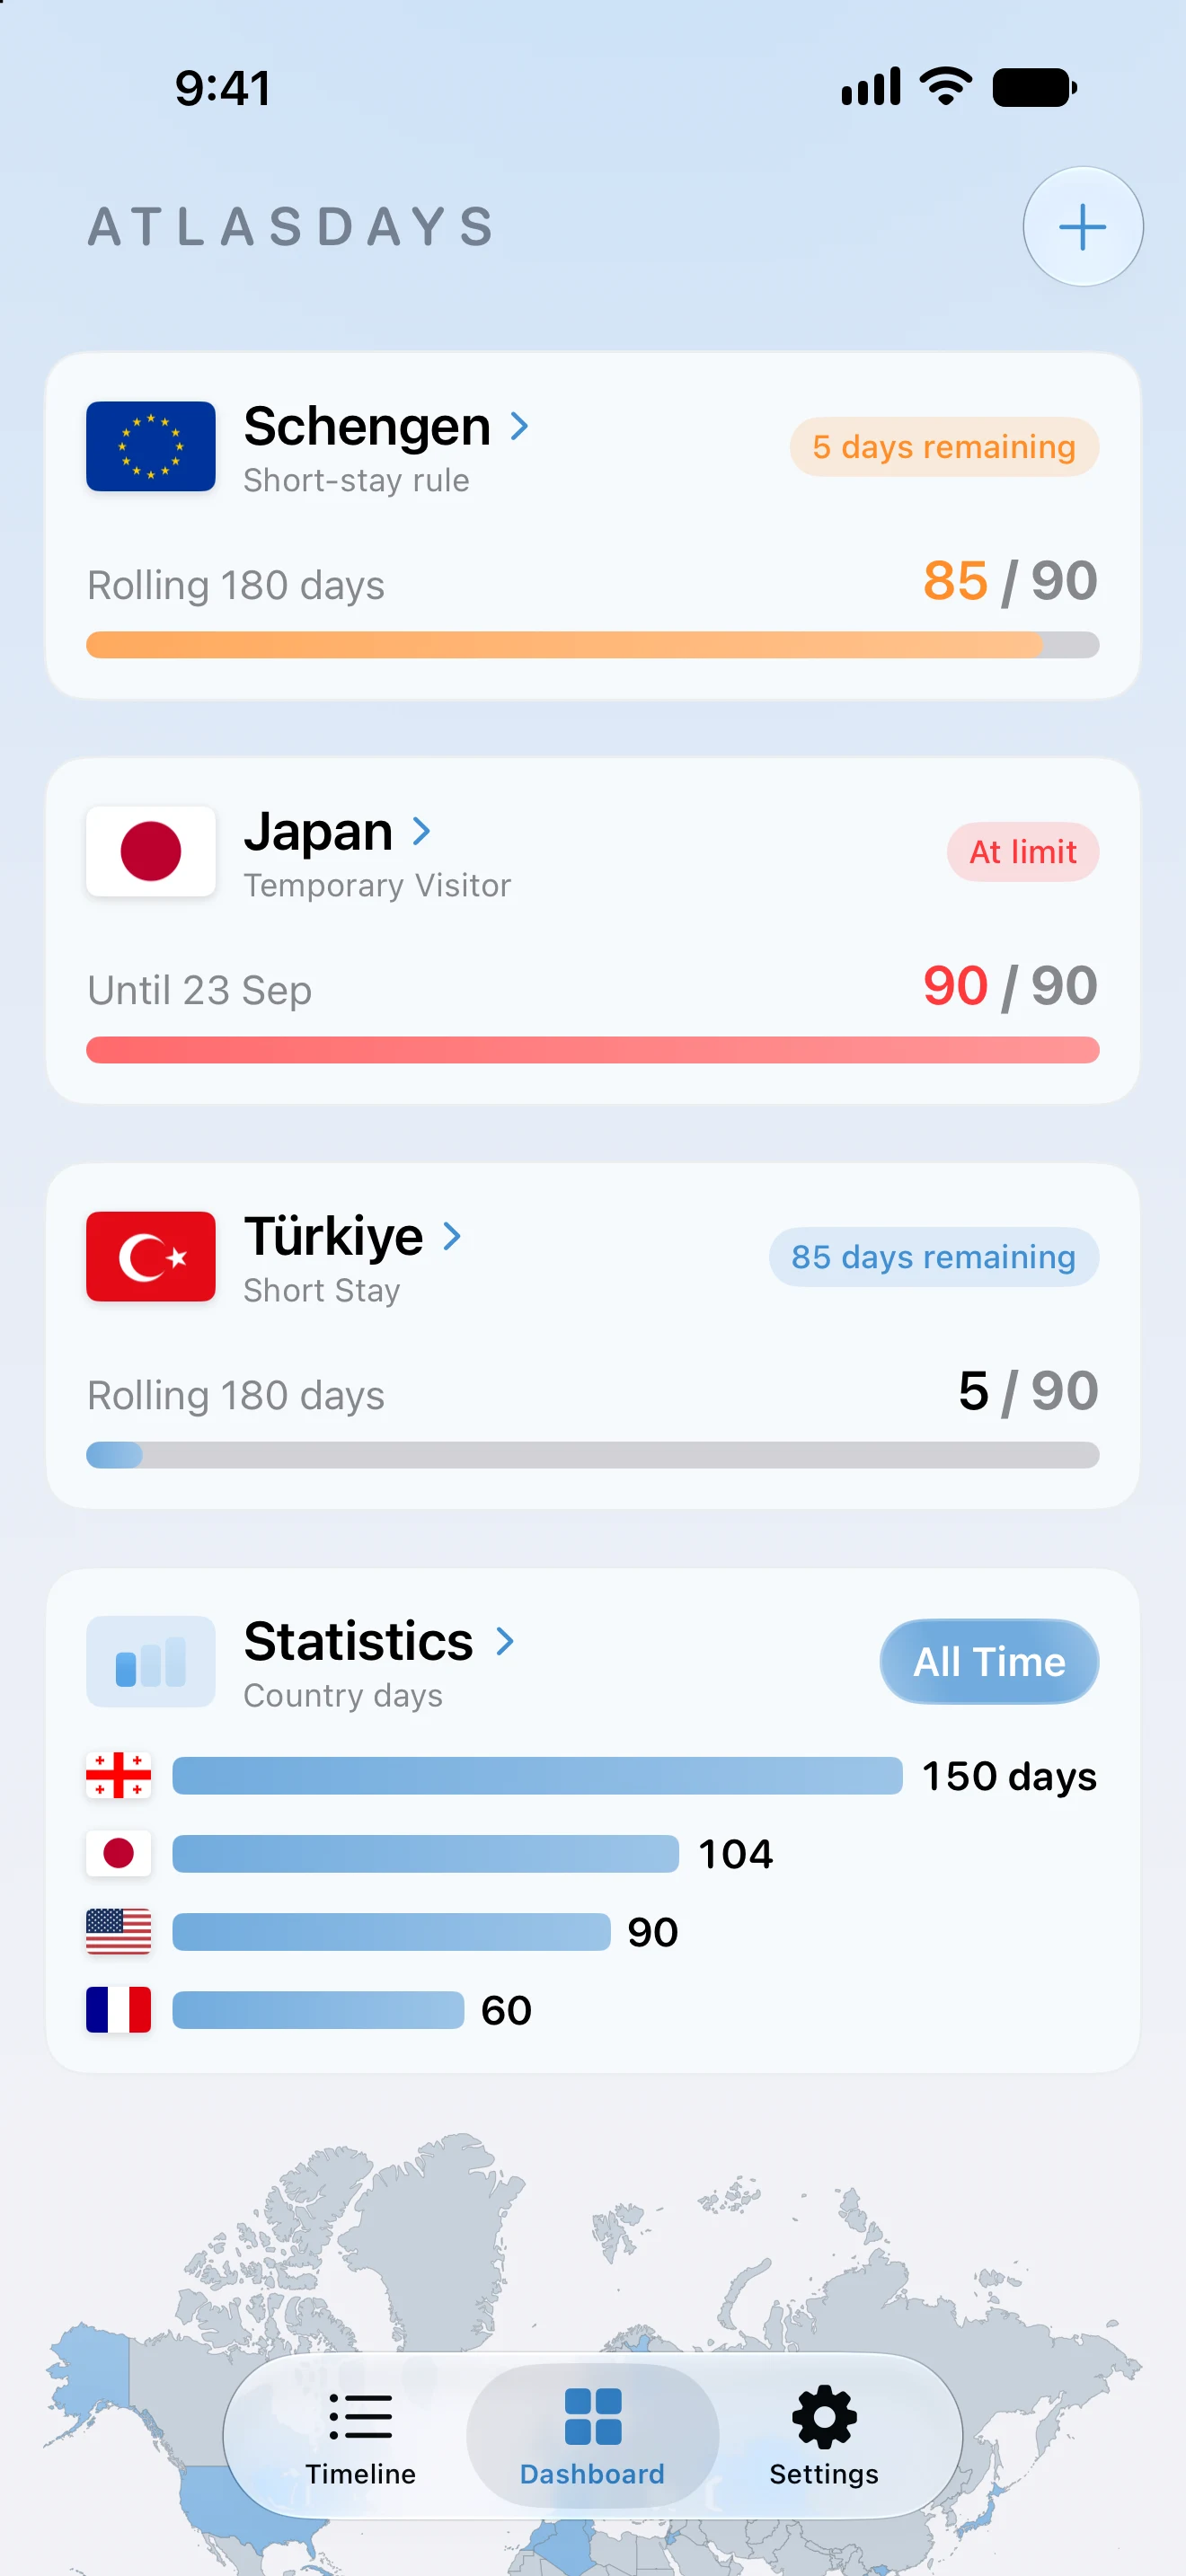 9:41
ATLASDAYS
Schengen
5 days remaining
Short-stay rule
Rolling 180 days
85 / 90
Japan
At limit
Temporary Visitor
Until 23 Sep
90 / 90
Türkiye
85 days remaining
Short Stay
Rolling 180 days
5 / 90
Statistics
All Time
Country days
150 days
104
90
60
Timeline
Dashboard
Settings